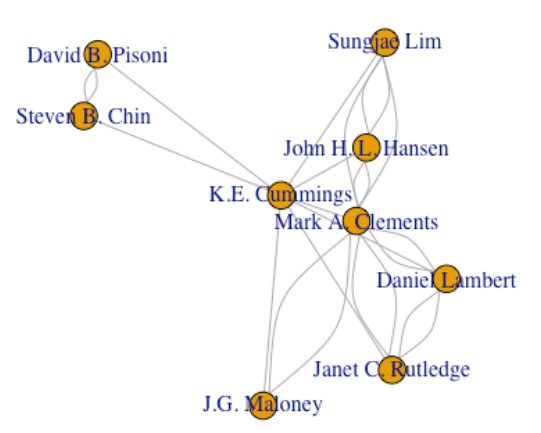 Sungjae Lim
David B. Pisoni
Steven B. Chin
John H. L. Hansen
K.E. Cummings
Mark A. Clements
Daniel Lambert
Janet C. Rutledge
J.G. Maloney